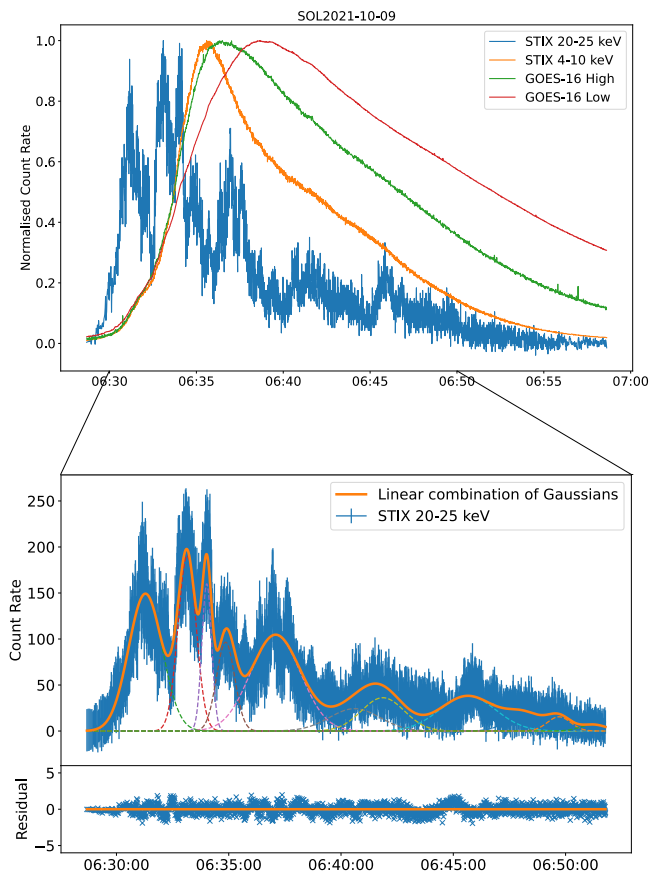 SOL2021-10-09
Normalised Count Rate
1.0
0.8
0.6
0.4
0.2
0.0
STIX 20-25 keV
STIX 4-10 keV
GOES-16 High
GOES-16 Low
06:30 06:35 06:40 06:45 06:50 06:55 07:00
Count Rate
250
200
150
100
50
0
Linear combination of Gaussians
STIX 20-25 keV
Residual
5
0
−5
06:30:00 06:35:00 06:40:00 06:45:00 06:50:00